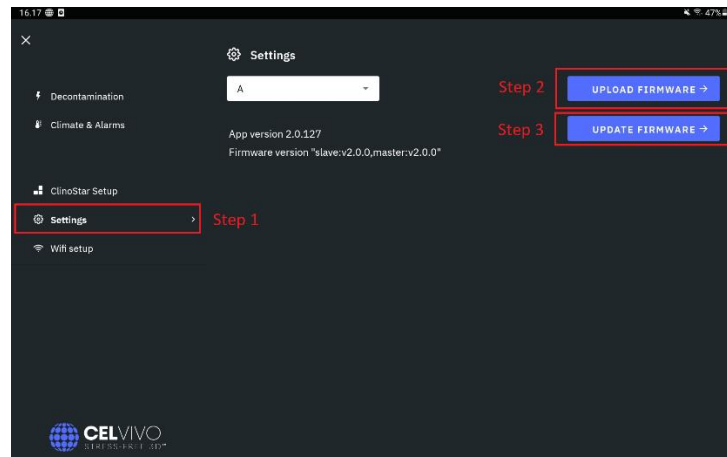 16.17 47%
Settings
A
Step 2 UPLOAD FIRMWARE →
Decontamination
Climate & Alarms
App version 2.0.127
Step 3 UPDATE FIRMWARE →
Firmware version "slave:v2.0.0,master:v2.0.0"
ClinoStar Setup
Settings
Step 1
Wifi setup
CELVIVO
STRESS-FREE 3D™